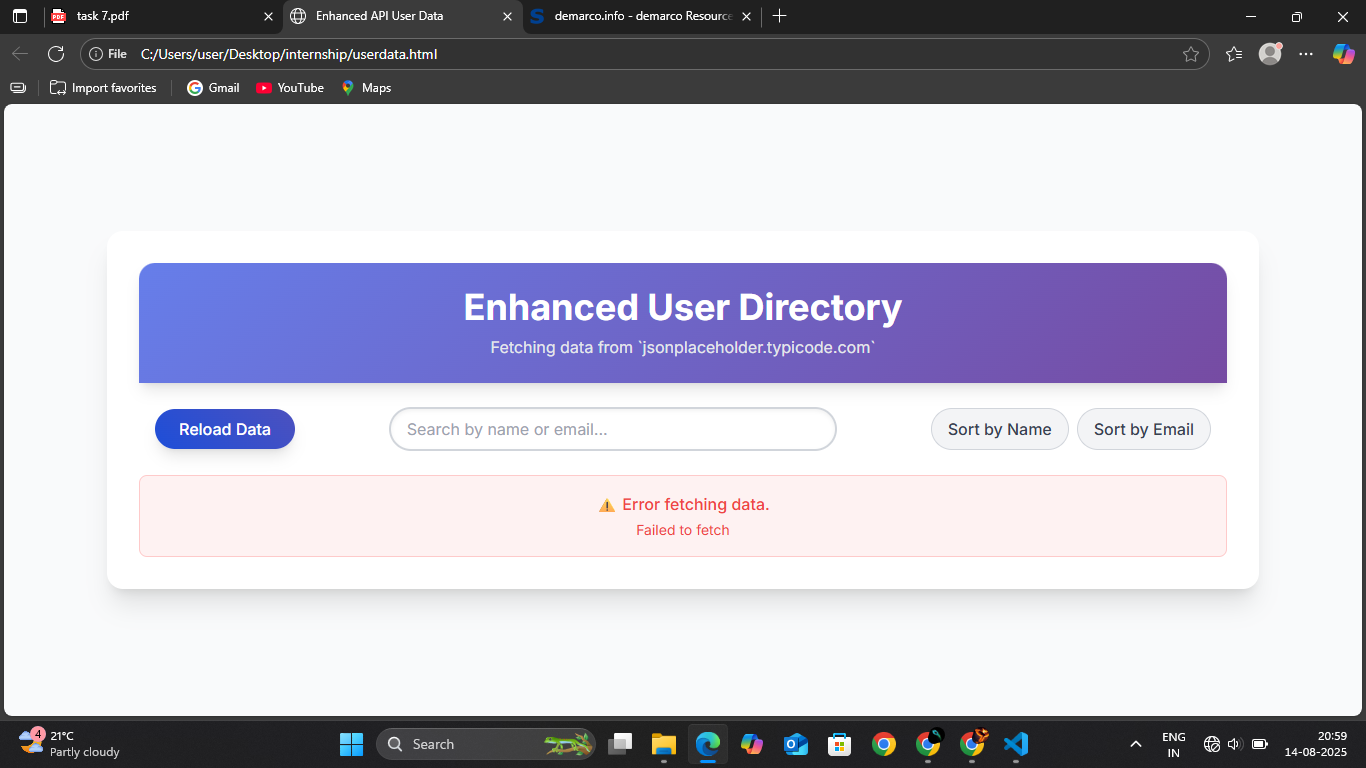 task 7.pdf
Enhanced API User Data
demarco.info - demarco Resource
File
C:/Users/user/Desktop/internship/userdata.html
Import favorites
Gmail
YouTube
Maps
Enhanced User Directory
Fetching data from `jsonplaceholder.typicode.com`
Reload Data
Search by name or email...
Sort by Name
Sort by Email
⚠️ Error fetching data.
Failed to fetch
4
21°C
Partly cloudy
Search
ENG
IN
20:59
14-08-2025